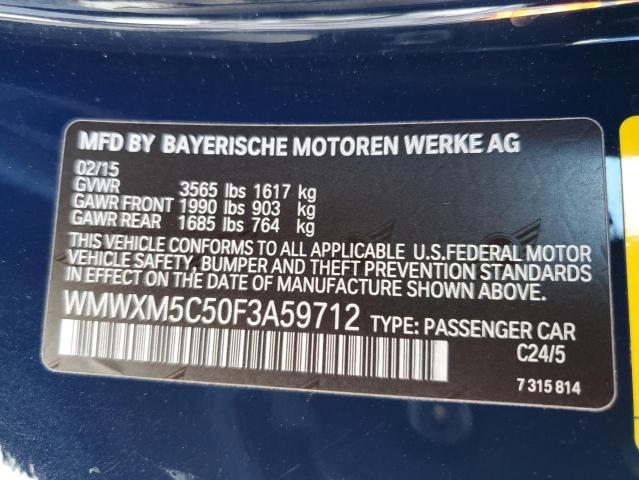 MFD BY BAYERISCHE MOTOREN WERKE AG
02/15
GVWR 3565 lbs 1617 kg
GAWR FRONT 1990 lbs 903 kg
GAWR REAR 1685 lbs 764 kg
THIS VEHICLE CONFORMS TO ALL APPLICABLE U.S.FEDERAL MOTOR
VEHICLE SAFETY, BUMPER AND THEFT PREVENTION STANDARDS
IN EFFECT ON THE DATE OF MANUFACTURE SHOWN ABOVE.
WMWXM5C50F3A59712 TYPE: PASSENGER CAR
C24/5
7 315 814